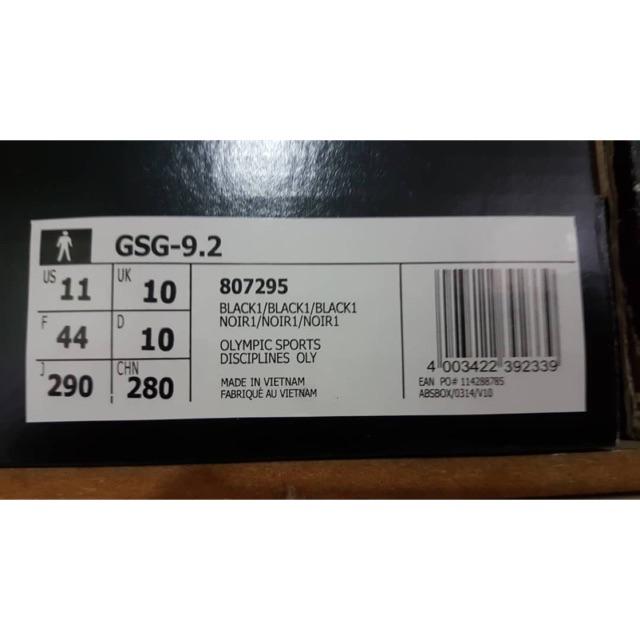 GSG-9.2
US 11 UK 10
F 44 D 10
J 290 CHN 280
807295
BLACK1/BLACK1/BLACK1
NOIR1/NOIR1/NOIR1
OLYMPIC SPORTS
DISCIPLINES OLY
MADE IN VIETNAM
FABRIQUÉ AU VIETNAM
4 003422 392339
EAN PO# 114288785
ABSBOX/0314/V10